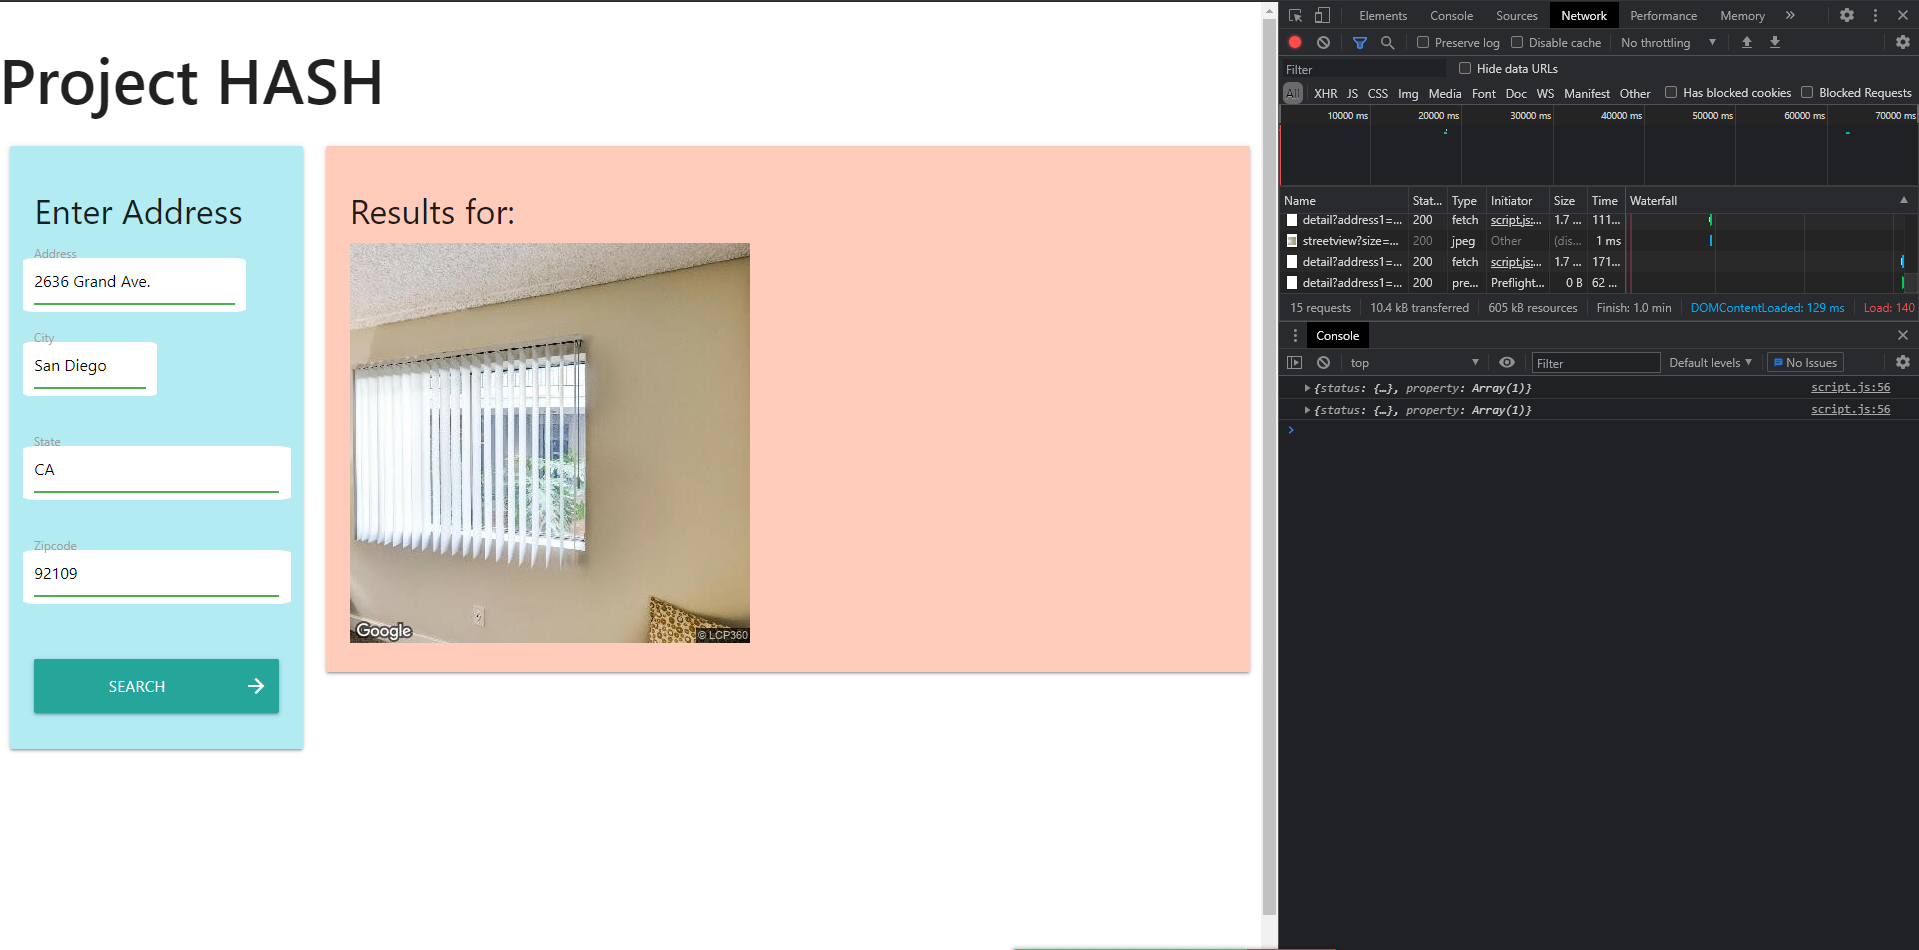 Project HASH
Enter Address
Address
2636 Grand Ave.
City
San Diego
State
CA
Zipcode
92109
SEARCH
Results for:
Google
© LCP360
Elements Console Sources Network Performance Memory
Preserve log Disable cache No throttling
Filter Hide data URLs
All XHR JS CSS Img Media Font Doc WS Manifest Other Has blocked cookies Blocked Requests
10000 ms 20000 ms 30000 ms 40000 ms 50000 ms 60000 ms 70000 ms
Name Stat... Type Initiator Size Time Waterfall
detail?address1=... 200 fetch script.js:... 1.7 ... 111...
streetview?size=... 200 jpeg Other (dis... 1 ms
detail?address1=... 200 fetch script.js:... 1.7 ... 171...
detail?address1=... 200 pre... Preflight... 0 B 62 ...
15 requests 10.4 kB transferred 605 kB resources Finish: 1.0 min DOMContentLoaded: 129 ms Load: 140
Console
top Filter Default levels No Issues
{status: {…}, property: Array(1)} script.js:56
{status: {…}, property: Array(1)} script.js:56